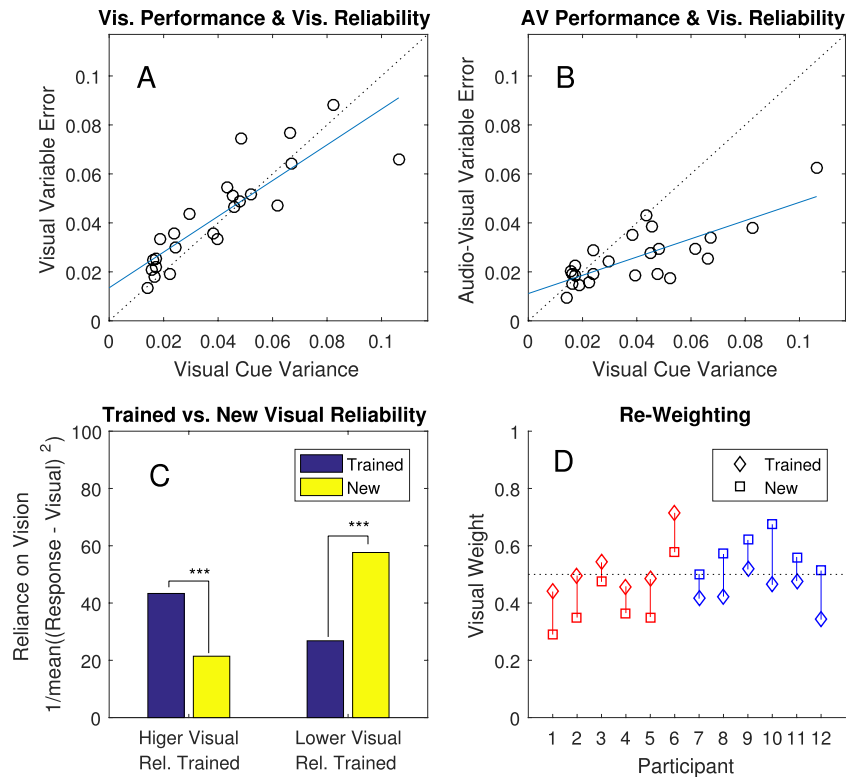 Vis. Performance & Vis. Reliability
A
Visual Variable Error
0.1
0.08
0.06
0.04
0.02
0
0 0.02 0.04 0.06 0.08 0.1
Visual Cue Variance
AV Performance & Vis. Reliability
B
Audio-Visual Variable Error
0.1
0.08
0.06
0.04
0.02
0
0 0.02 0.04 0.06 0.08 0.1
Visual Cue Variance
Trained vs. New Visual Reliability
C
Reliance on Vision
1/mean((Response - Visual) 2)
100
80
60
40
20
0
Trained
New
***
***
Higer Visual
Rel. Trained
Lower Visual
Rel. Trained
Re-Weighting
D
Visual Weight
1
0.8
0.6
0.4
0.2
0
Trained
New
1 2 3 4 5 6 7 8 9 10 11 12
Participant